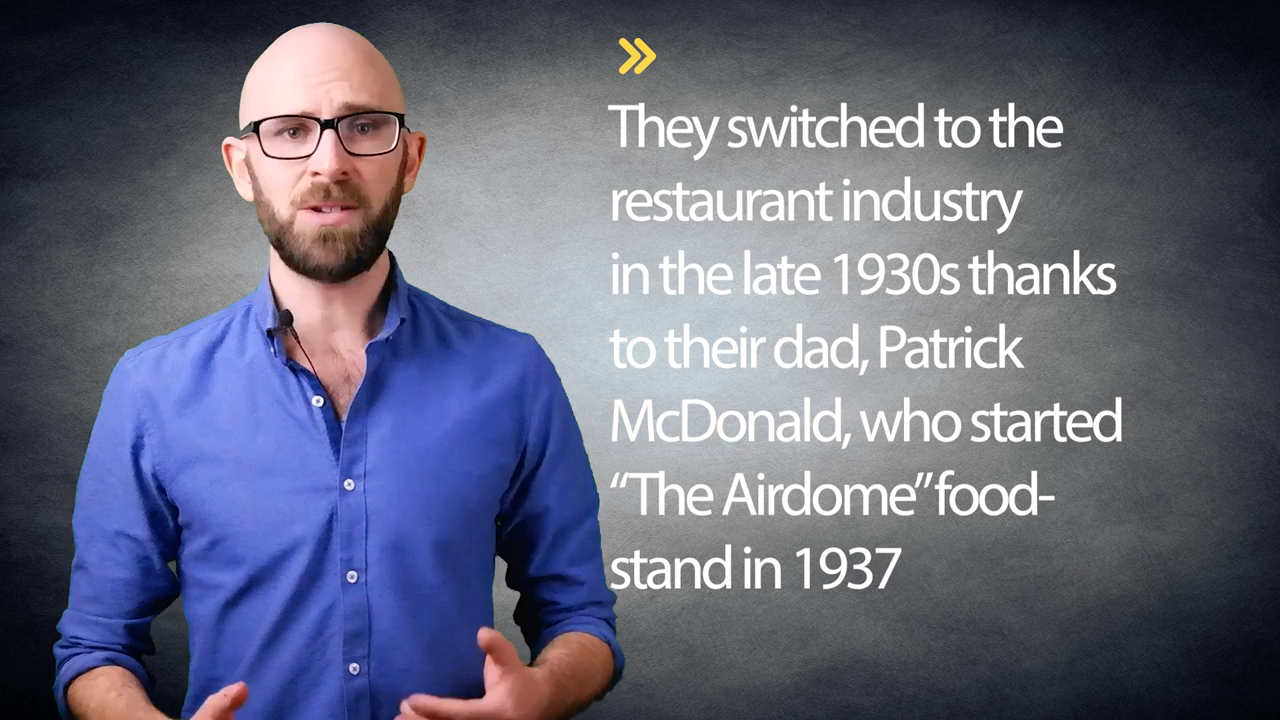 They switched to the
restaurant industry
in the late 1930s thanks
to their dad, Patrick
McDonald, who started
“The Airdome” food-
stand in 1937